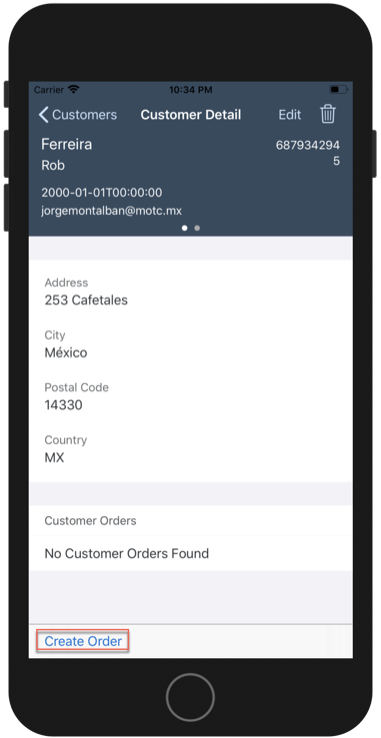 Carrier 10:34 PM
Customers Customer Detail Edit
Ferreira 687934294
Rob 5
2000-01-01T00:00:00
jorgemontalban@motc.mx
Address
253 Cafetales
City
México
Postal Code
14330
Country
MX
Customer Orders
No Customer Orders Found
Create Order